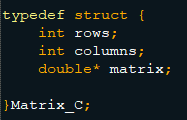 typedef struct {
    int rows;
    int columns;
    double* matrix;

}Matrix_C;